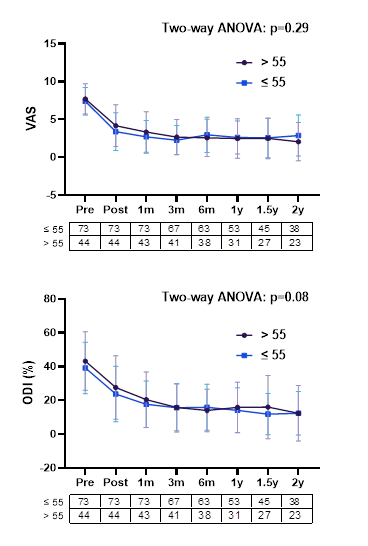 Two-way ANOVA: p=0.29
> 55
≤ 55
VAS
15
10
5
0
-5
Pre Post 1m 3m 6m 1y 1.5y 2y
≤ 55 73 73 73 67 63 53 45 38
> 55 44 44 43 41 38 31 27 23
Two-way ANOVA: p=0.08
> 55
≤ 55
ODI (%)
80
60
40
20
0
-20
Pre Post 1m 3m 6m 1y 1.5y 2y
≤ 55 73 73 73 67 63 53 45 38
> 55 44 44 43 41 38 31 27 23